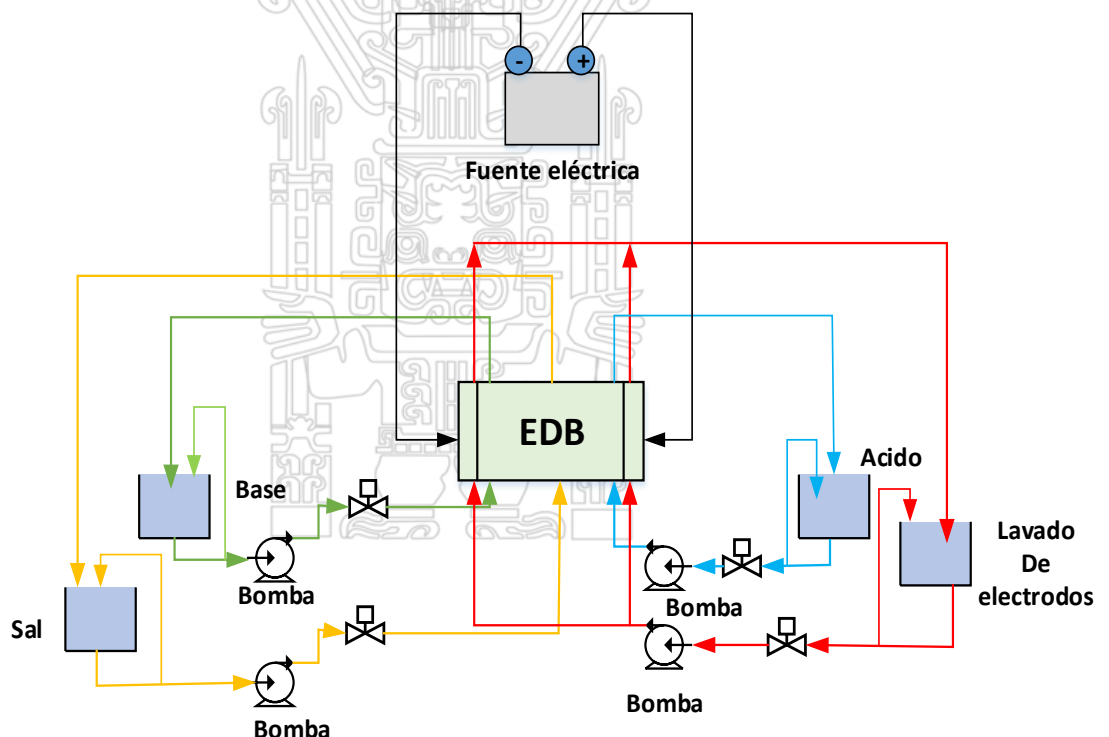 - +
Fuente eléctrica
EDB
Acido
Base
Lavado
De
electrodos
Bomba
Bomba
Sal
Bomba
Bomba